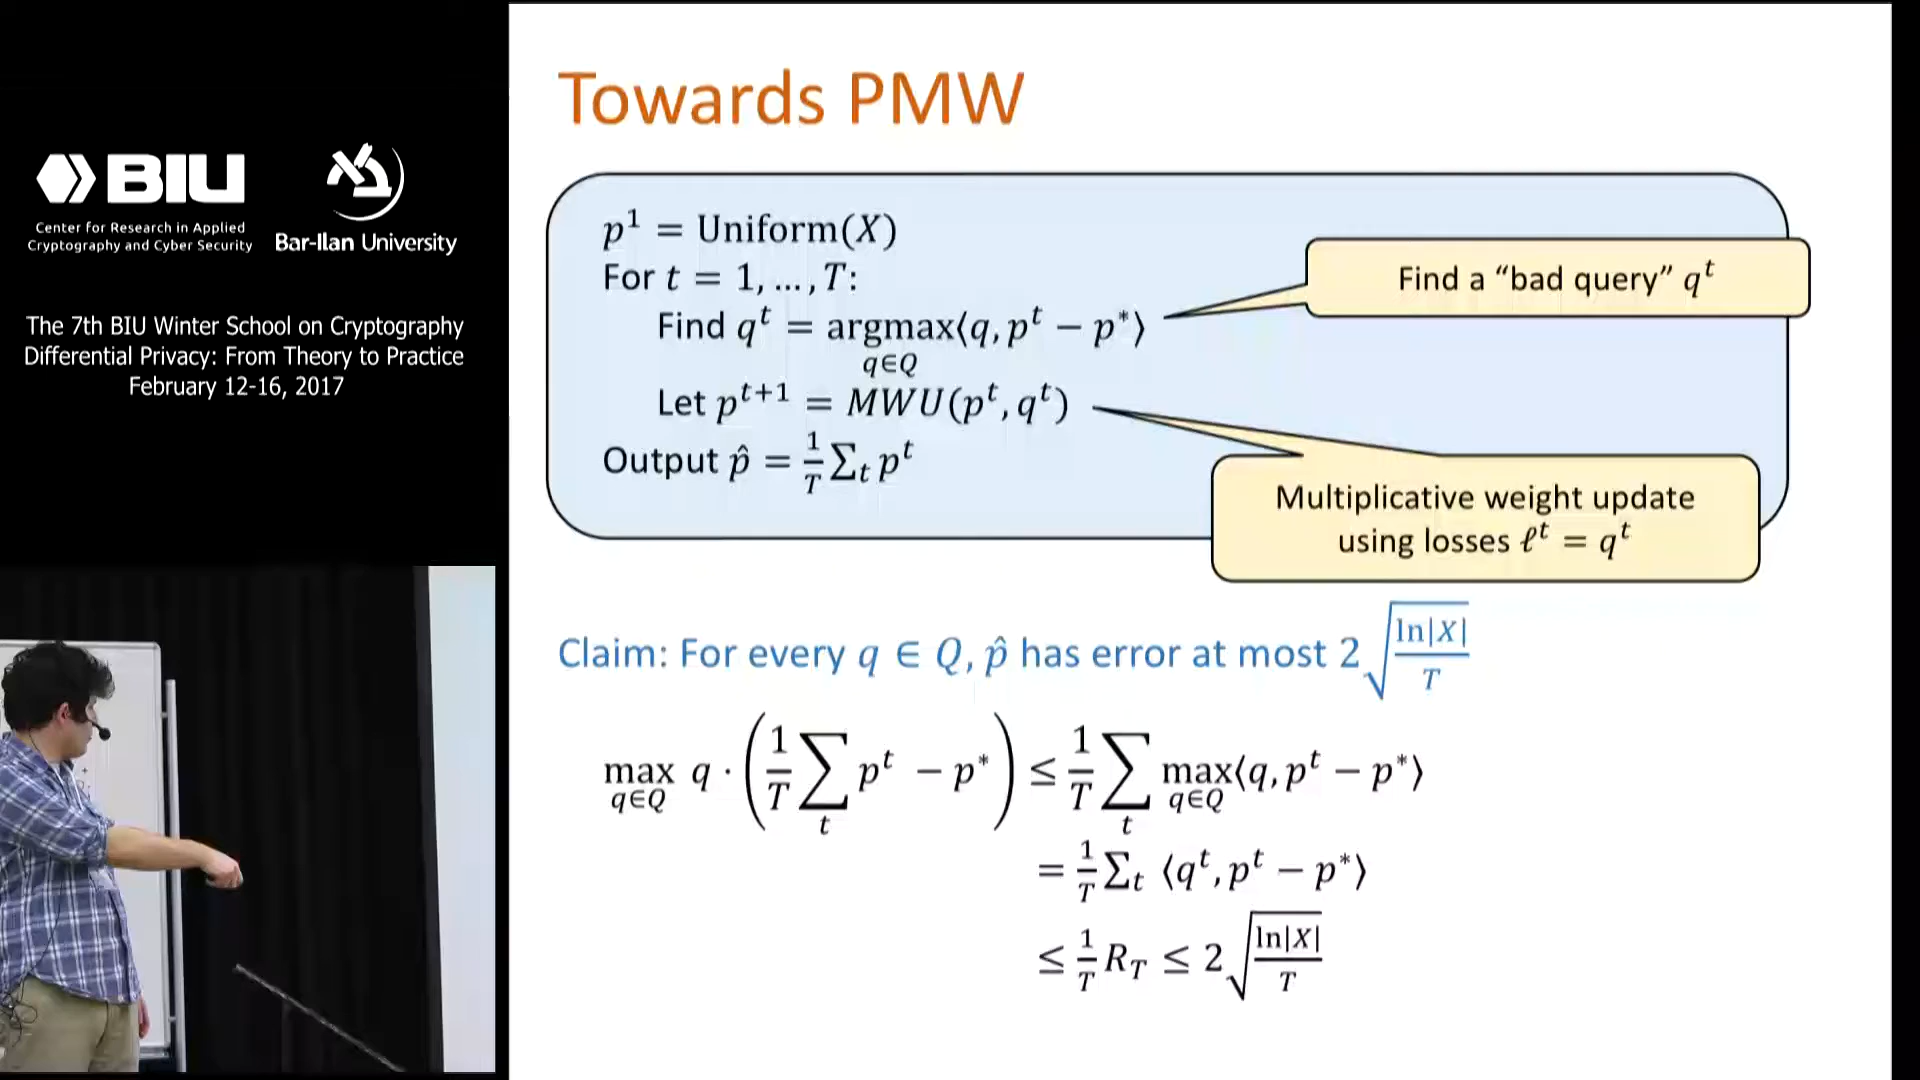 BIU
Center for Research in Applied
Cryptography and Cyber Security
Bar-Ilan University
The 7th BIU Winter School on Cryptography
Differential Privacy: From Theory to Practice
February 12-16, 2017
Towards PMW
p¹ = Uniform(X)
For t = 1, ..., T:
Find qᵗ = argmax⟨q, pᵗ − p*⟩
q∈Q
Let pᵗ⁺¹ = MWU(pᵗ, qᵗ)
Output p̂ = 1/T Σₜ pᵗ
Find a “bad query” qᵗ
Multiplicative weight update
using losses ℓᵗ = qᵗ
Claim: For every q ∈ Q, p̂ has error at most 2√(ln|X|/T)
max_{q∈Q} q · (1/T Σₜ pᵗ − p*) ≤ 1/T Σₜ max_{q∈Q}⟨q, pᵗ − p*⟩
= 1/T Σₜ ⟨qᵗ, pᵗ − p*⟩
≤ 1/T R_T ≤ 2√(ln|X|/T)